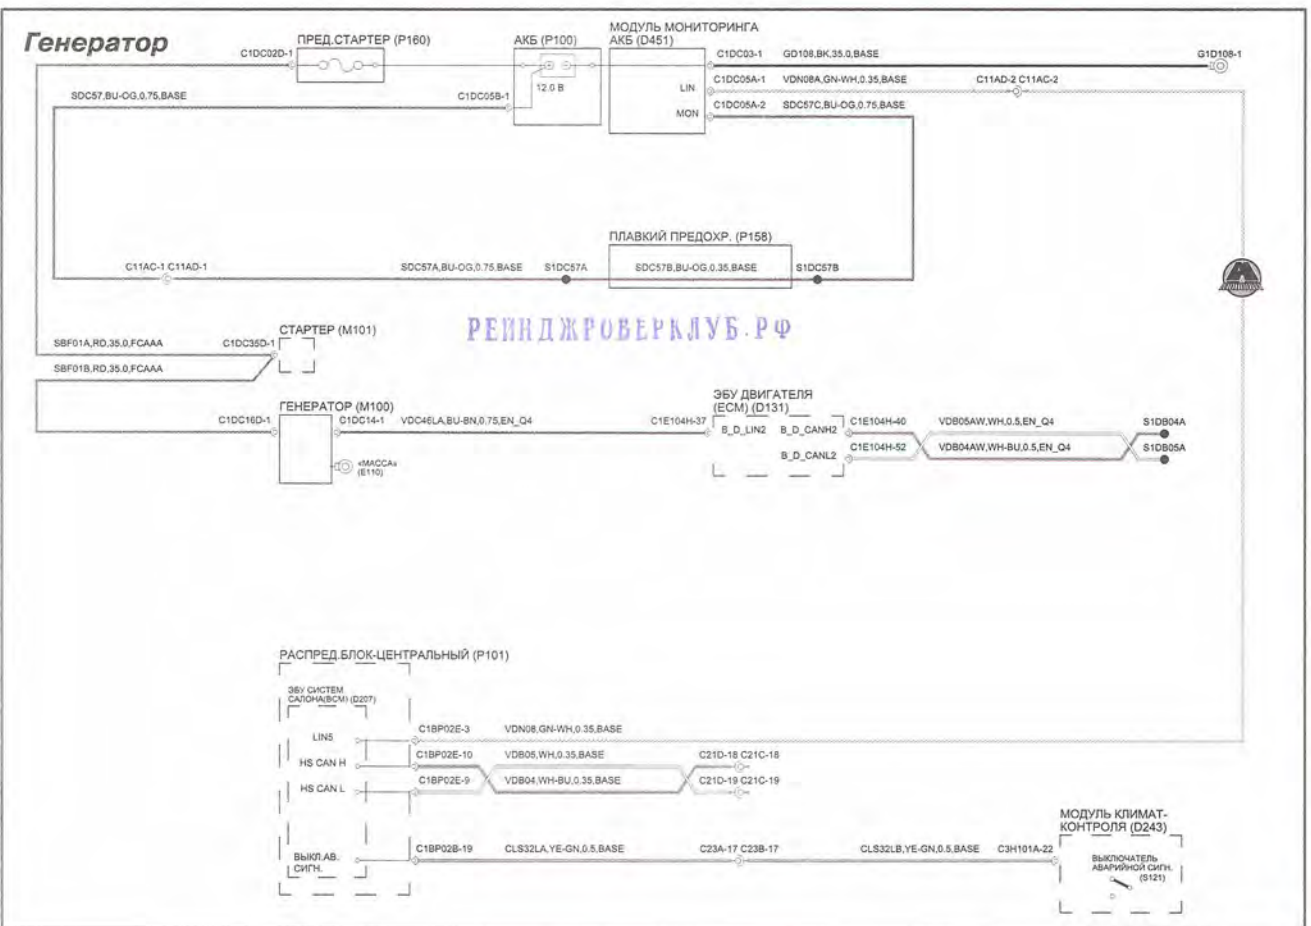 Генератор
ПРЕД.СТАРТЕР (P160)
АКБ (P100)
МОДУЛЬ МОНИТОРИНГА
АКБ (D451)
C1DC02D-1
C1DC03-1
GD108,BK,35.0,BASE
G1D108-1
12.0 В
LIN
C1DC05A-1
VDN08A,GN-WH,0.35,BASE
C11AD-2 C11AC-2
SDC57,BU-OG,0.75,BASE
C1DC05B-1
MON
C1DC05A-2
SDC57C,BU-OG,0.75,BASE
ПЛАВКИЙ ПРЕДОХР. (P158)
C11AC-1 C11AD-1
SDC57A,BU-OG,0.75,BASE
S1DC57A
SDC57B,BU-OG,0.35,BASE
S1DC57B
РЕЙНДЖРОВЕРКЛУБ.РФ
СТАРТЕР (M101)
SBF01A,RD,35.0,FCAAA
C1DC35D-1
SBF01B,RD,35.0,FCAAA
ГЕНЕРАТОР (M100)
C1DC16D-1
C1DC14-1
VDC46LA,BU-BN,0.75,EN_Q4
«МАССА»
(E110)
ЭБУ ДВИГАТЕЛЯ
(ECM) (D131)
C1E104H-37
B_D_LIN2
B_D_CANH2
C1E104H-40
VDB05AW,WH,0.5,EN_Q4
S1DB04A
B_D_CANL2
C1E104H-52
VDB04AW,WH-BU,0.5,EN_Q4
S1DB05A
РАСПРЕД.БЛОК-ЦЕНТРАЛЬНЫЙ (P101)
ЭБУ СИСТЕМ
САЛОНА(BCM) (D207)
LIN5
C1BP02E-3
VDN08,GN-WH,0.35,BASE
HS CAN H
C1BP02E-10
VDB05,WH,0.35,BASE
C21D-18 C21C-18
HS CAN L
C1BP02E-9
VDB04,WH-BU,0.35,BASE
C21D-19 C21C-19
ВЫКЛ.АВ.
СИГН.
C1BP02B-19
CLS32LA,YE-GN,0.5,BASE
C23A-17 C23B-17
CLS32LB,YE-GN,0.5,BASE
C3H101A-22
МОДУЛЬ КЛИМАТ-
КОНТРОЛЯ (D243)
ВЫКЛЮЧАТЕЛЬ
АВАРИЙНОЙ СИГН.
(S121)